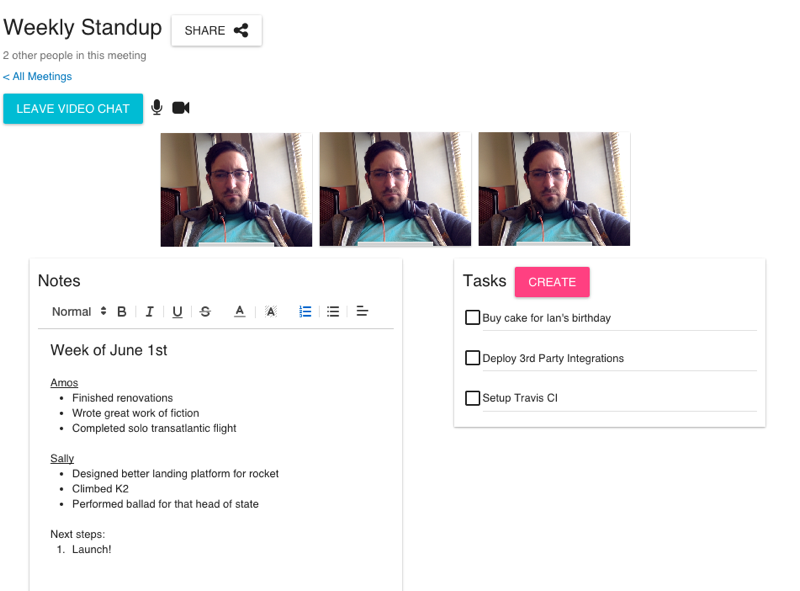 Weekly Standup
SHARE
2 other people in this meeting
< All Meetings
LEAVE VIDEO CHAT
Notes
Normal B I U S A A
Week of June 1st
Amos
• Finished renovations
• Wrote great work of fiction
• Completed solo transatlantic flight
Sally
• Designed better landing platform for rocket
• Climbed K2
• Performed ballad for that head of state
Next steps:
1. Launch!
Tasks
CREATE
Buy cake for Ian's birthday
Deploy 3rd Party Integrations
Setup Travis CI